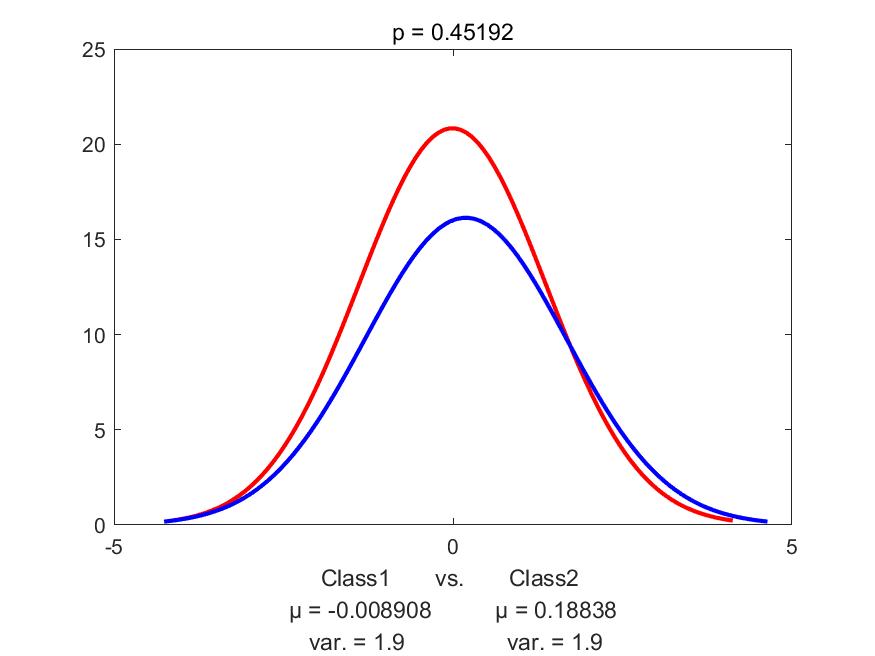 p = 0.45192
25
20
15
10
5
0
-5 0 5
Class1 vs. Class2
μ = -0.008908 μ = 0.18838
var. = 1.9 var. = 1.9